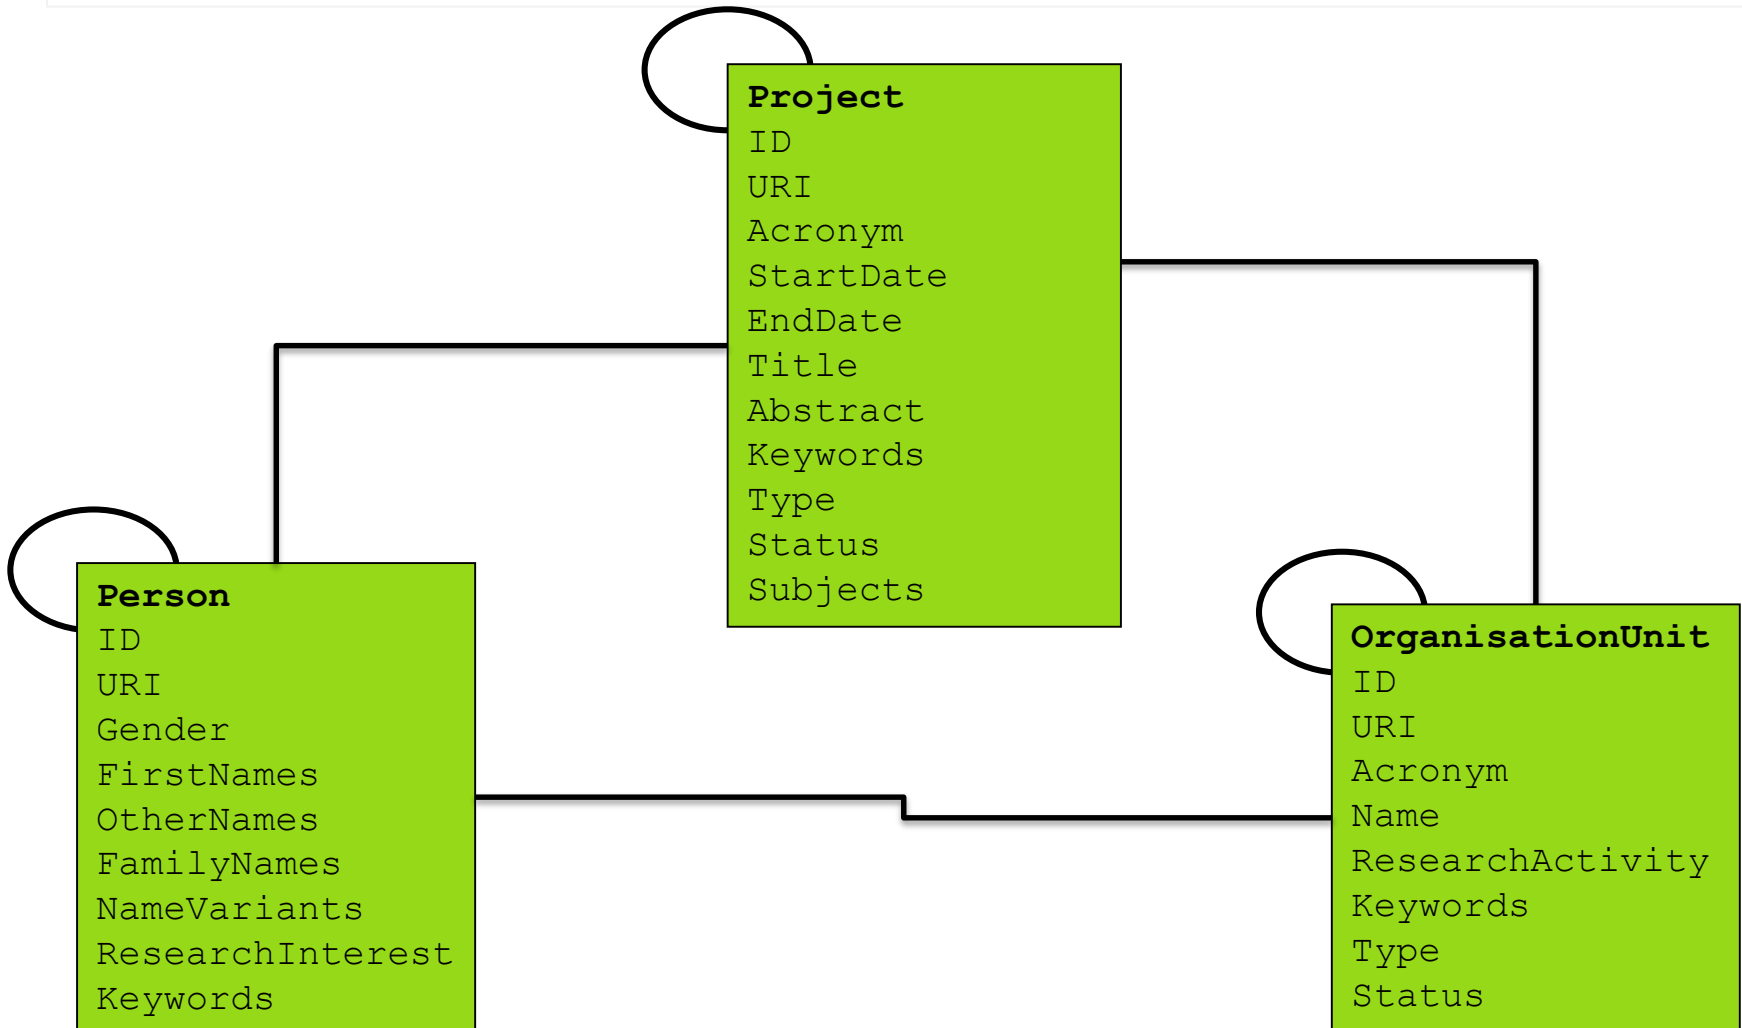 Project
ID
URI
Acronym
StartDate
EndDate
Title
Abstract
Keywords
Type
Status
Subjects
Person
ID
URI
Gender
FirstNames
OtherNames
FamilyNames
NameVariants
ResearchInterest
Keywords
OrganisationUnit
ID
URI
Acronym
Name
ResearchActivity
Keywords
Type
Status